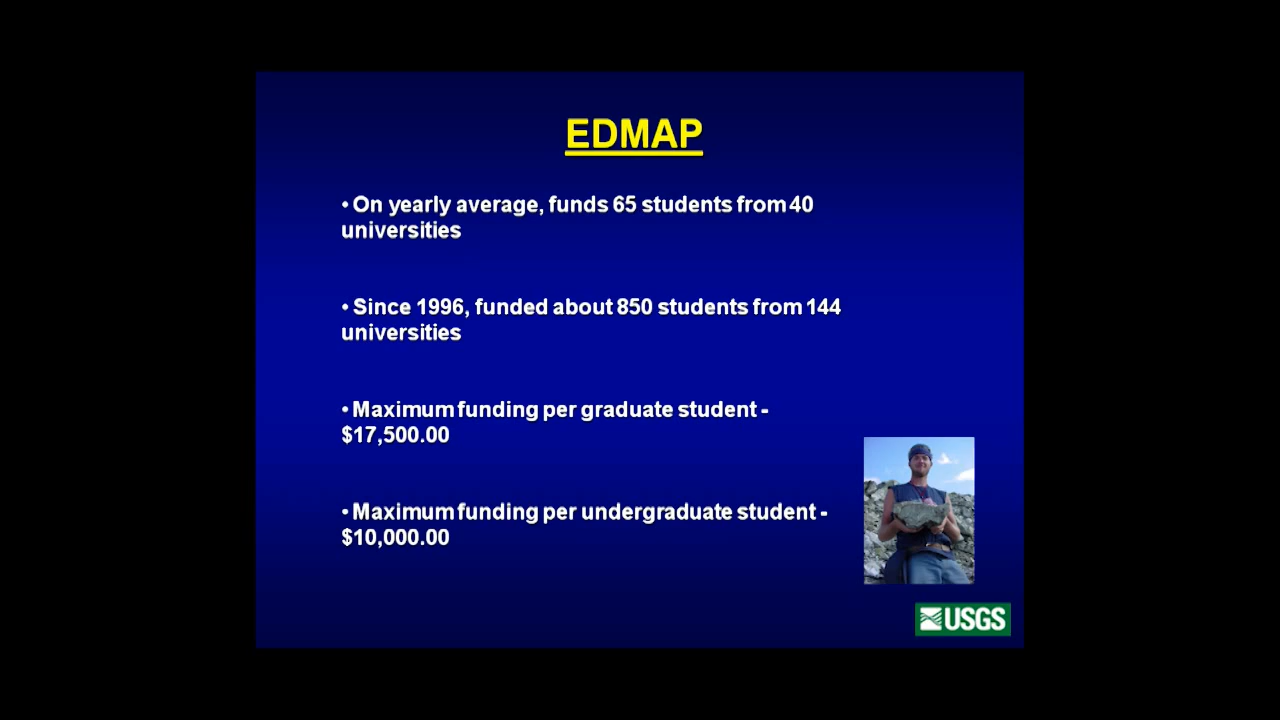 EDMAP
• On yearly average, funds 65 students from 40
universities
• Since 1996, funded about 850 students from 144
universities
• Maximum funding per graduate student -
$17,500.00
• Maximum funding per undergraduate student -
$10,000.00
USGS